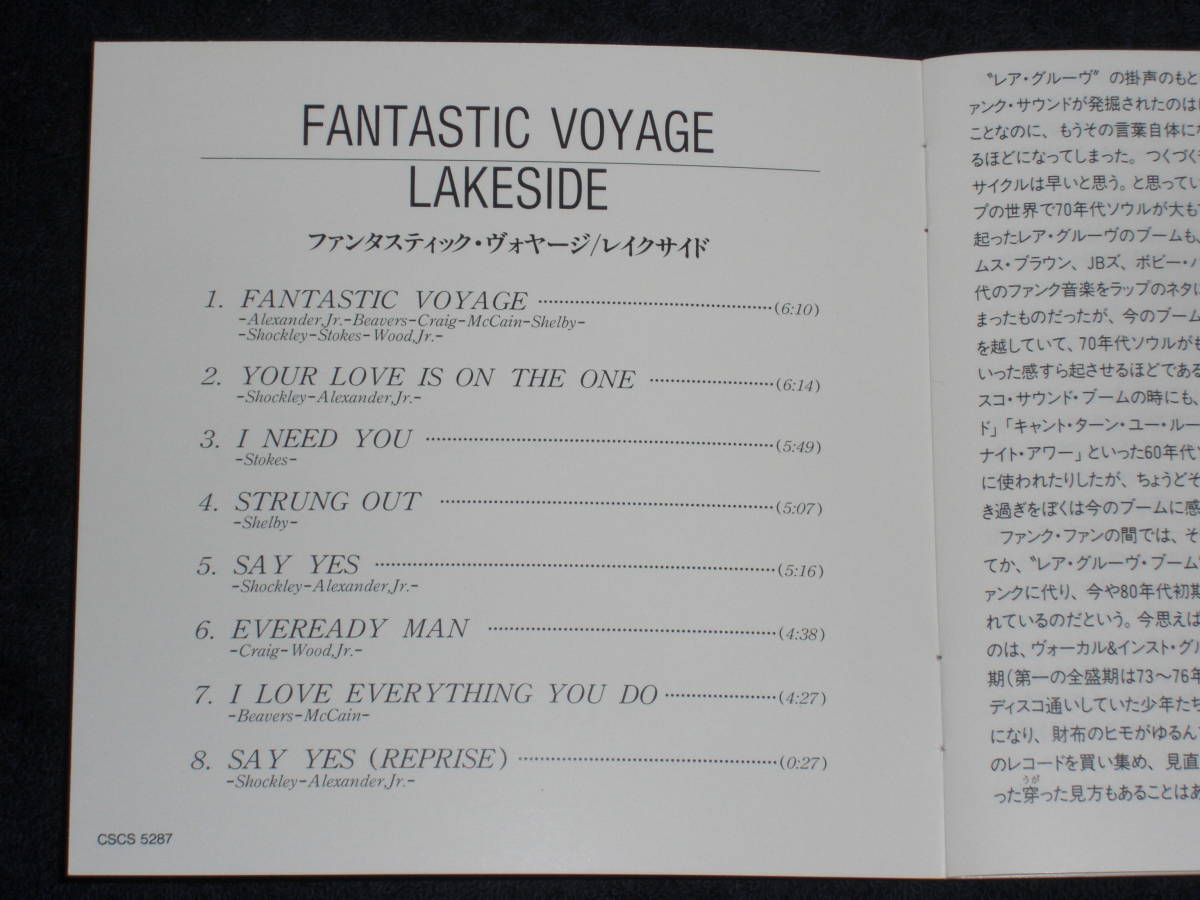 FANTASTIC VOYAGE
LAKESIDE
ファンタスティック・ヴォヤージ/レイクサイド
1. FANTASTIC VOYAGE ……(6:10)
-Alexander,Jr.-Beavers-Craig-McCain-Shelby-
-Shockley-Stokes-Wood,Jr.-
2. YOUR LOVE IS ON THE ONE ……(6:14)
-Shockley-Alexander,Jr.-
3. I NEED YOU ……(5:49)
-Stokes-
4. STRUNG OUT ……(5:07)
-Shelby-
5. SAY YES ……(5:16)
-Shockley-Alexander,Jr.-
6. EVEREADY MAN ……(4:38)
-Craig-Wood,Jr.-
7. I LOVE EVERYTHING YOU DO ……(4:27)
-Beavers-McCain-
8. SAY YES (REPRISE) ……(0:27)
-Shockley-Alexander,Jr.-
CSCS 5287
〝レア・グルーヴ〟の掛声のもと
ァンク・サウンドが発掘されたのは
ことなのに、もうその言葉自体に
るほどになってしまった。つくづく
サイクルは早いと思う。と思ってい
プの世界で70年代ソウルが大も
起ったレア・グルーヴのブームも、
ムス・ブラウン、JBズ、ボビー・
代のファンク音楽をラップのネタに
まったものだったが、今のブーム
を越していて、70年代ソウルがも
いった感すら起させるほどである
スコ・サウンド・ブームの時にも、
ド」「キャント・ターン・ユー・ルー
ナイト・アワー」といった60年代
に使われたりしたが、ちょうどそ
き過ぎをぼくは今のブームに感
ファンク・ファンの間では、そ
てか、〝レア・グルーヴ・ブーム〟
ァンクに代り、今や80年代初期
れているのだという。今思えば
のは、ヴォーカル&インスト・グル
期(第一の全盛期は73〜76年
ディスコ通いしていた少年たち
になり、財布のヒモがゆるん
のレコードを買い集め、見直
った穿った見方もあることはあ
うが